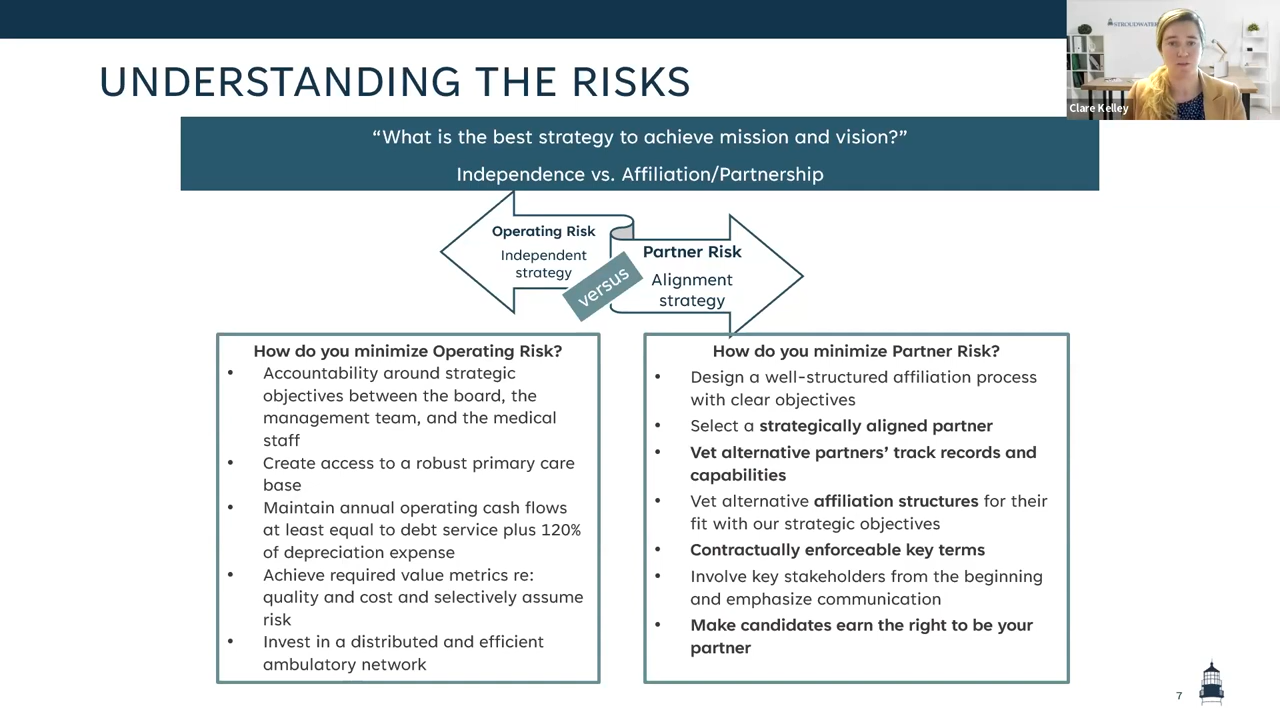 STROUDWATER
Clare Kelley
UNDERSTANDING THE RISKS
“What is the best strategy to achieve mission and vision?”
Independence vs. Affiliation/Partnership
Operating Risk
Independent
strategy
versus
Partner Risk
Alignment
strategy
How do you minimize Operating Risk?
• Accountability around strategic
objectives between the board, the
management team, and the medical
staff
• Create access to a robust primary care
base
• Maintain annual operating cash flows
at least equal to debt service plus 120%
of depreciation expense
• Achieve required value metrics re:
quality and cost and selectively assume
risk
• Invest in a distributed and efficient
ambulatory network
How do you minimize Partner Risk?
• Design a well-structured affiliation process
with clear objectives
• Select a strategically aligned partner
• Vet alternative partners’ track records and
capabilities
• Vet alternative affiliation structures for their
fit with our strategic objectives
• Contractually enforceable key terms
• Involve key stakeholders from the beginning
and emphasize communication
• Make candidates earn the right to be your
partner
7